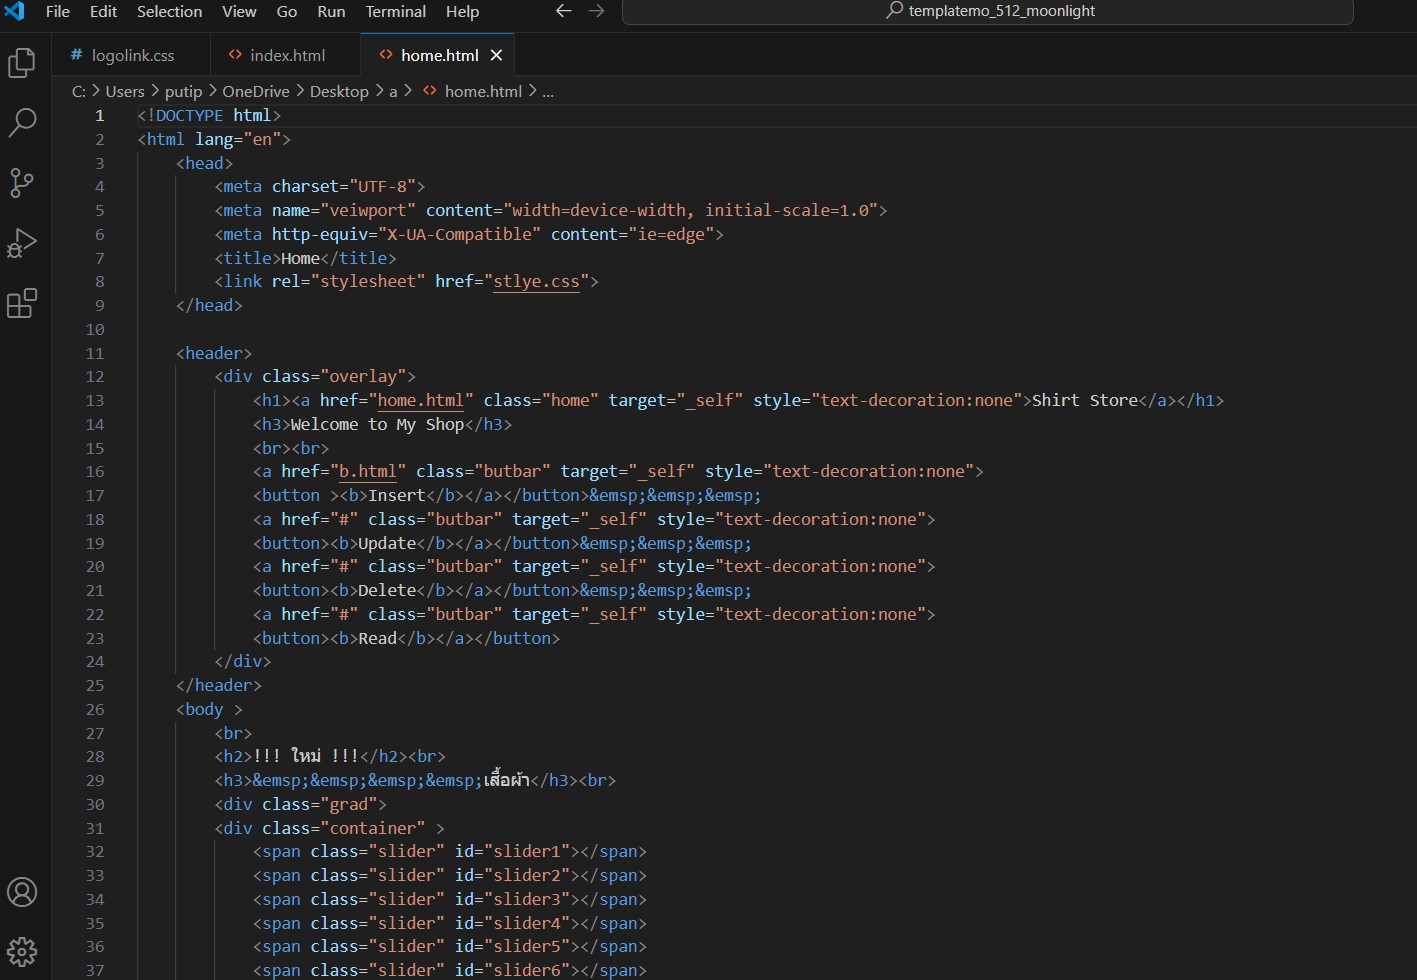 File Edit Selection View Go Run Terminal Help templatemo_512_moonlight
logolink.css index.html home.html
C: > Users > putip > OneDrive > Desktop > a > home.html > ...
1 <!DOCTYPE html>
2 <html lang="en">
3 <head>
4 <meta charset="UTF-8">
5 <meta name="veiwport" content="width=device-width, initial-scale=1.0">
6 <meta http-equiv="X-UA-Compatible" content="ie=edge">
7 <title>Home</title>
8 <link rel="stylesheet" href="stlye.css">
9 </head>
10
11 <header>
12 <div class="overlay">
13 <h1><a href="home.html" class="home" target="_self" style="text-decoration:none">Shirt Store</a></h1>
14 <h3>Welcome to My Shop</h3>
15 <br><br>
16 <a href="b.html" class="butbar" target="_self" style="text-decoration:none">
17 <button ><b>Insert</b></a></button>&emsp;&emsp;&emsp;
18 <a href="#" class="butbar" target="_self" style="text-decoration:none">
19 <button><b>Update</b></a></button>&emsp;&emsp;&emsp;
20 <a href="#" class="butbar" target="_self" style="text-decoration:none">
21 <button><b>Delete</b></a></button>&emsp;&emsp;&emsp;
22 <a href="#" class="butbar" target="_self" style="text-decoration:none">
23 <button><b>Read</b></a></button>
24 </div>
25 </header>
26 <body >
27 <br>
28 <h2>!!! ใหม่ !!!</h2><br>
29 <h3>&emsp;&emsp;&emsp;&emsp;เสื้อผ้า</h3><br>
30 <div class="grad">
31 <div class="container" >
32 <span class="slider" id="slider1"></span>
33 <span class="slider" id="slider2"></span>
34 <span class="slider" id="slider3"></span>
35 <span class="slider" id="slider4"></span>
36 <span class="slider" id="slider5"></span>
37 <span class="slider" id="slider6"></span>